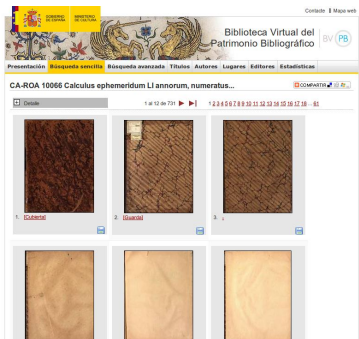 Contacte | Mapa web
GOBIERNO DE ESPAÑA
MINISTERIO DE CULTURA
Biblioteca Virtual del
Patrimonio Bibliográfico
BV PB
Presentación Búsqueda sencilla Búsqueda avanzada Títulos Autores Lugares Editores Estadísticas
CA-ROA 10066 Calculus ephemeridum LI annorum, numeratus...
COMPARTIR
+ Detalle
1 al 12 de 731
1 2 3 4 5 6 7 8 9 10 11 12 13 14 15 16 17 18 ... 61
1. [Cubierta]
2. [Guarda]
3. .